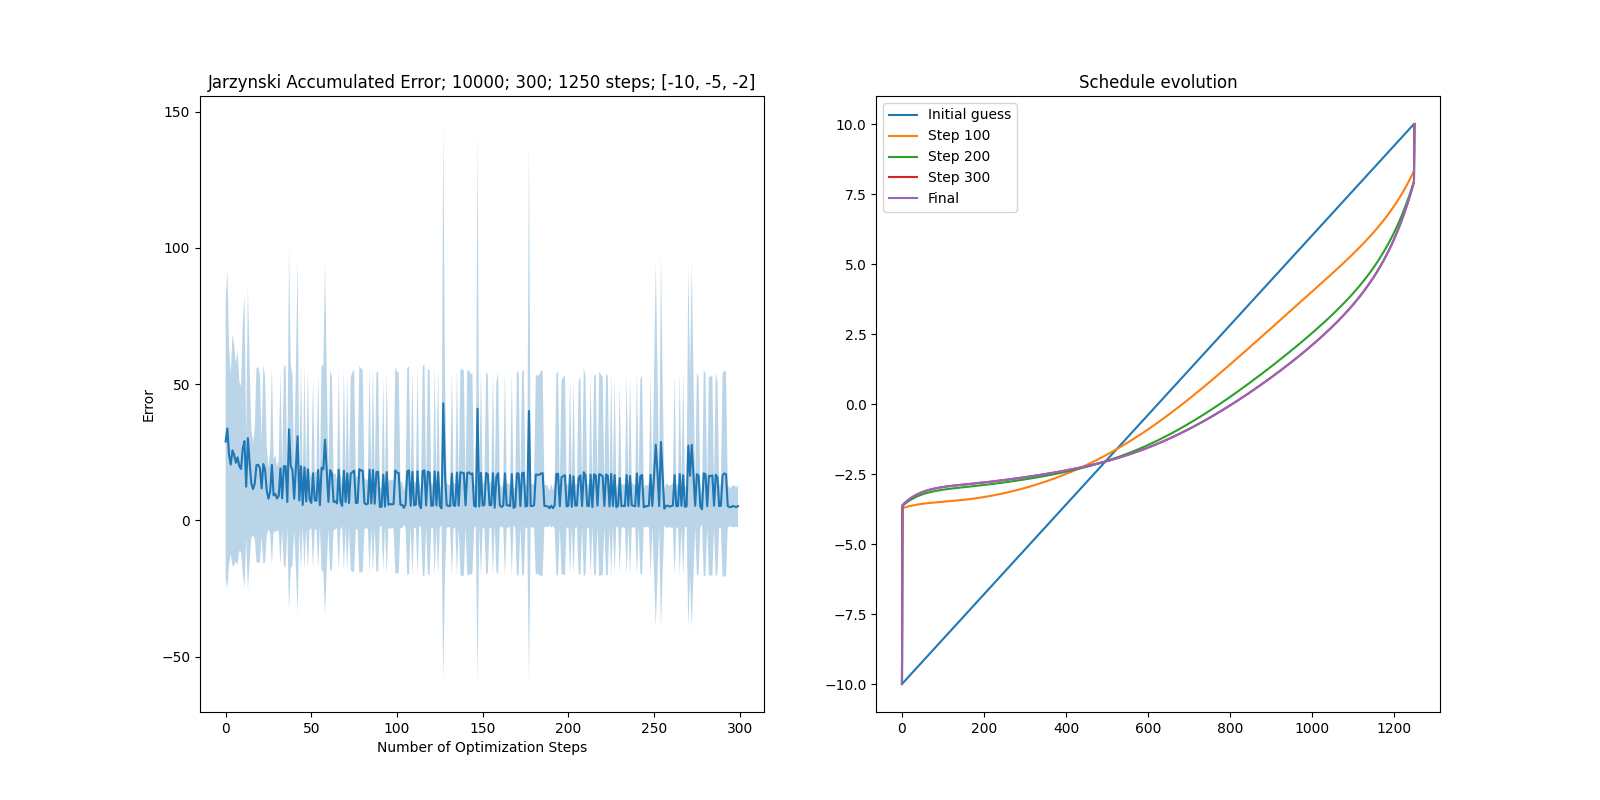 Jarzynski Accumulated Error; 10000; 300; 1250 steps; [-10, -5, -2]
150
100
50
0
−50
Error
0 50 100 150 200 250 300
Number of Optimization Steps
Schedule evolution
Initial guess
Step 100
Step 200
Step 300
Final
10.0
7.5
5.0
2.5
0.0
−2.5
−5.0
−7.5
−10.0
0 200 400 600 800 1000 1200